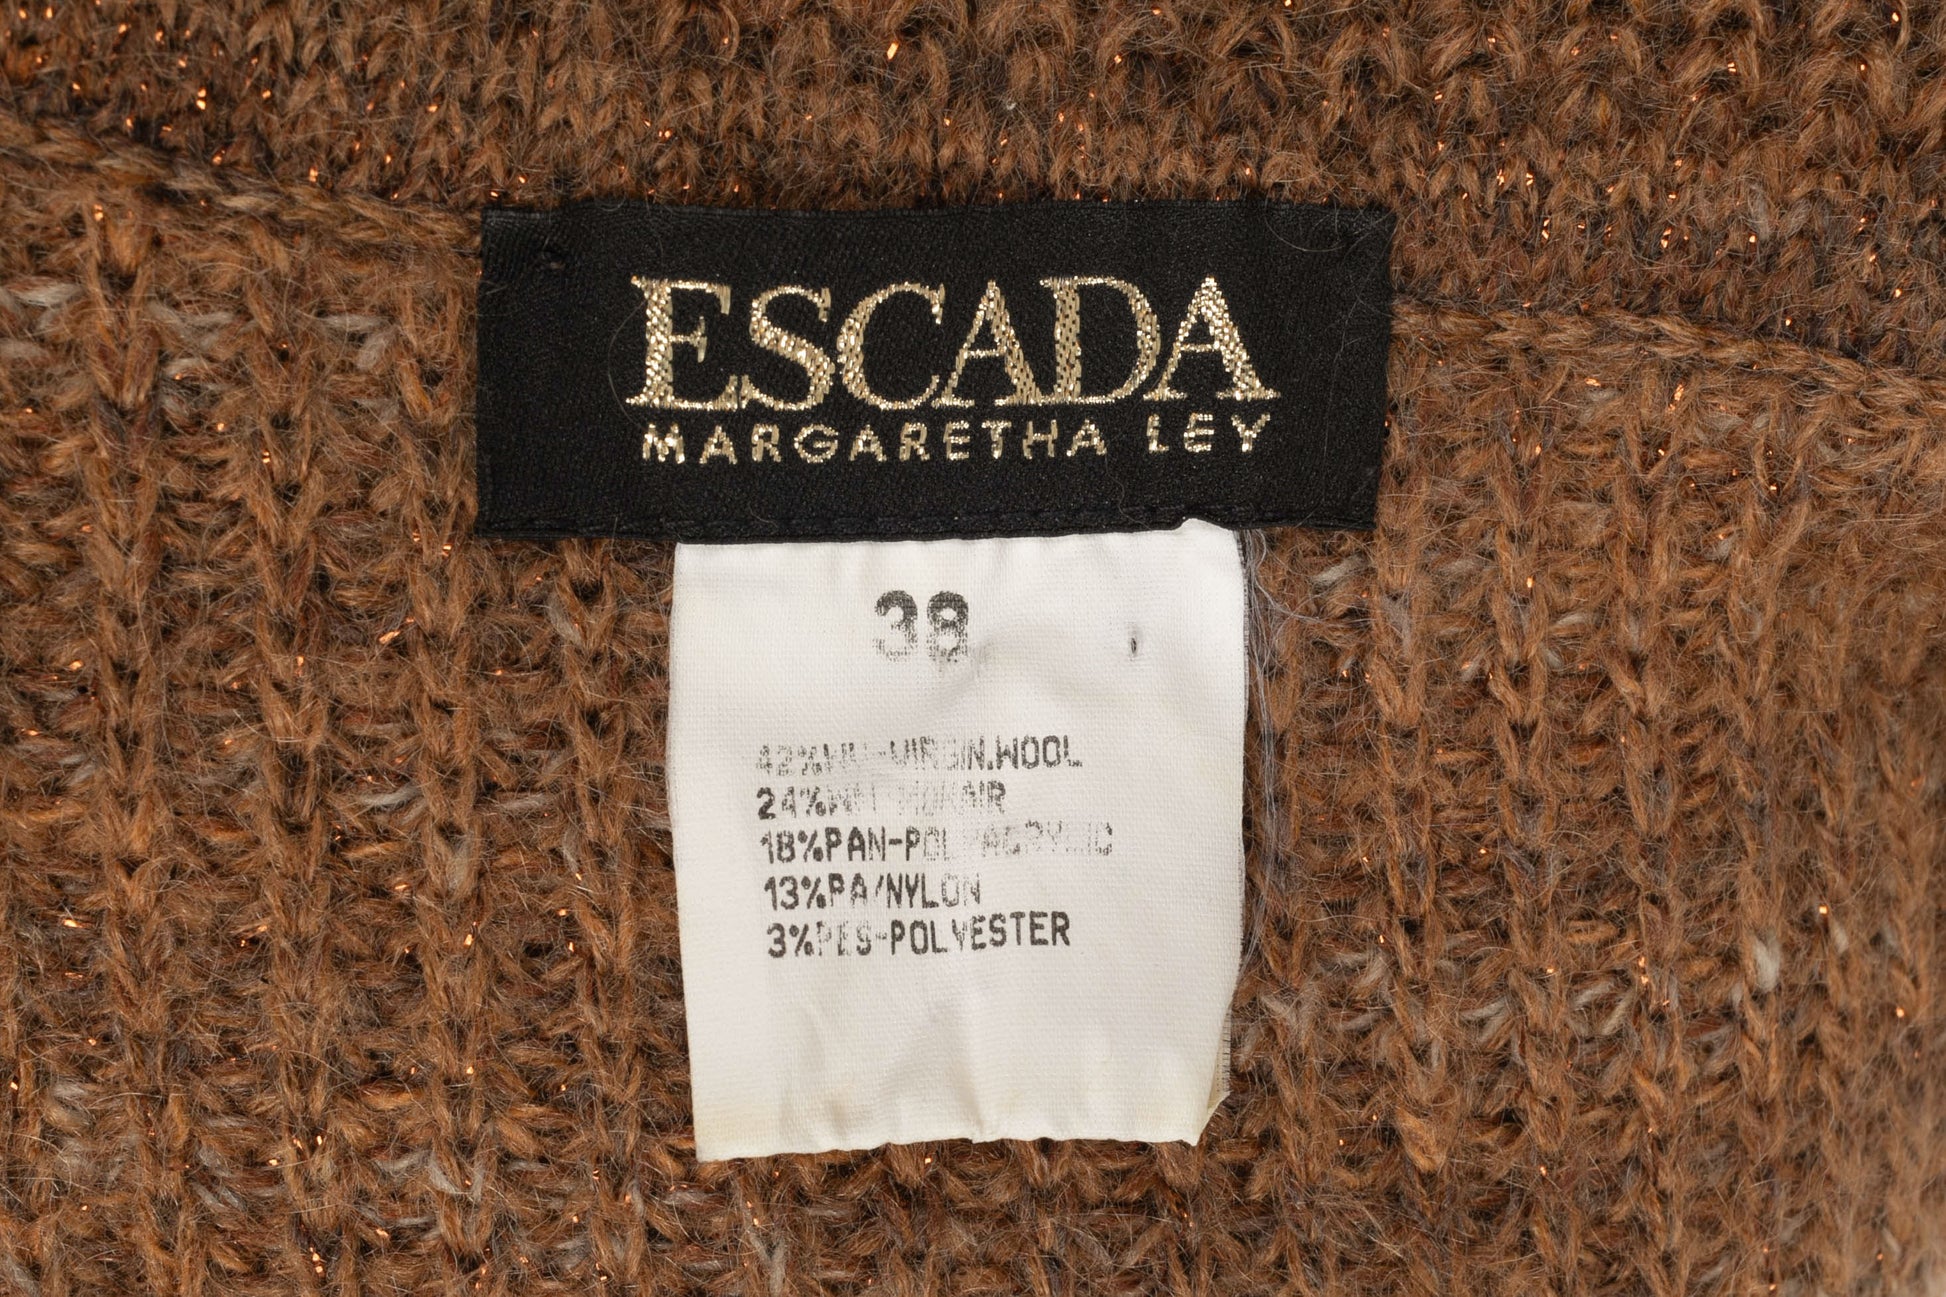 ESCADA
MARGARETHA LEY
38
42%WV-VIRGIN.WOOL
24%WM-MOHAIR
18%PAN-POLYACRYLIC
13%PA/NYLON
3%PES-POLYESTER